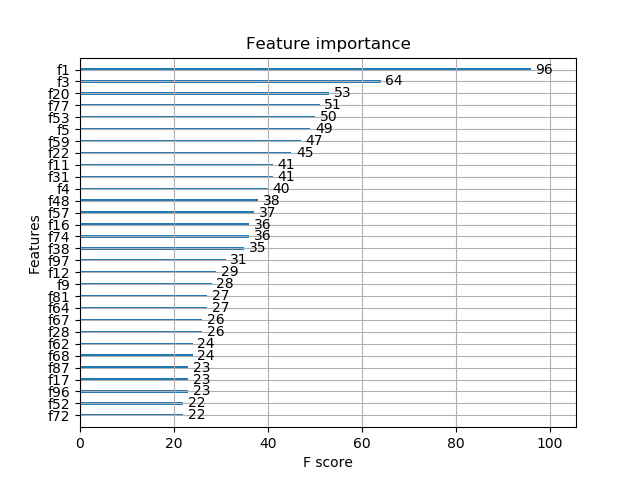 Feature importance
f1 96
f3 64
f20 53
f77 51
f53 50
f5 49
f59 47
f22 45
f11 41
f31 41
f4 40
f48 38
f57 37
f16 36
f74 36
f38 35
f97 31
f12 29
f9 28
f81 27
f64 27
f67 26
f28 26
f62 24
f68 24
f87 23
f17 23
f96 23
f52 22
f72 22
Features
0 20 40 60 80 100
F score